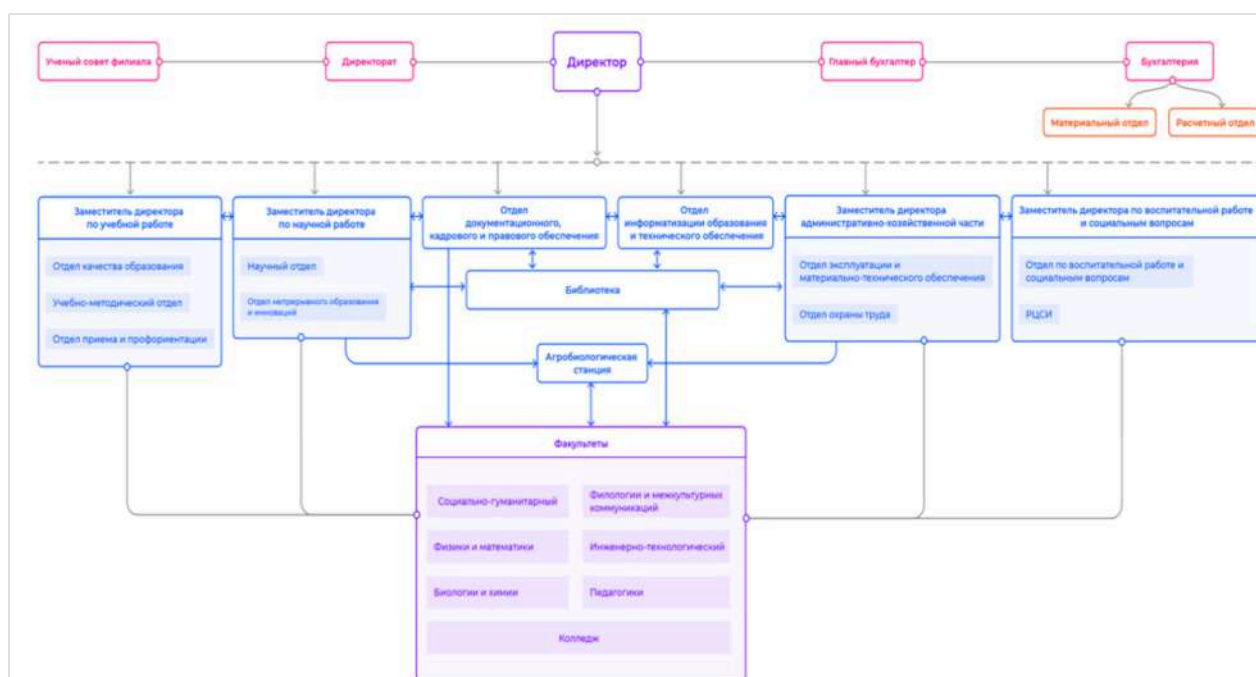 Ученый совет филиала
Директорат
Директор
Главный бухгалтер
Бухгалтерия
Материальный отдел
Расчетный отдел
Заместитель директора
по учебной работе
Отдел качества образования
Учебно-методический отдел
Отдел приема и профориентации
Заместитель директора
по научной работе
Научный отдел
Отдел непрерывного образования
и инноваций
Отдел
документационного,
кадрового и правового обеспечения
Отдел
информатизации образования
и технического обеспечения
Библиотека
Агробиологическая
станция
Заместитель директора
административно-хозяйственной части
Отдел эксплуатации и
материально-технического обеспечения
Отдел охраны труда
Заместитель директора по воспитательной работе
и социальным вопросам
Отдел по воспитательной работе и
социальным вопросам
РЦСИ
Факультеты
Социально-гуманитарный
Филологии и межкультурных
коммуникаций
Физики и математики
Инженерно-технологический
Биологии и химии
Педагогики
Колледж